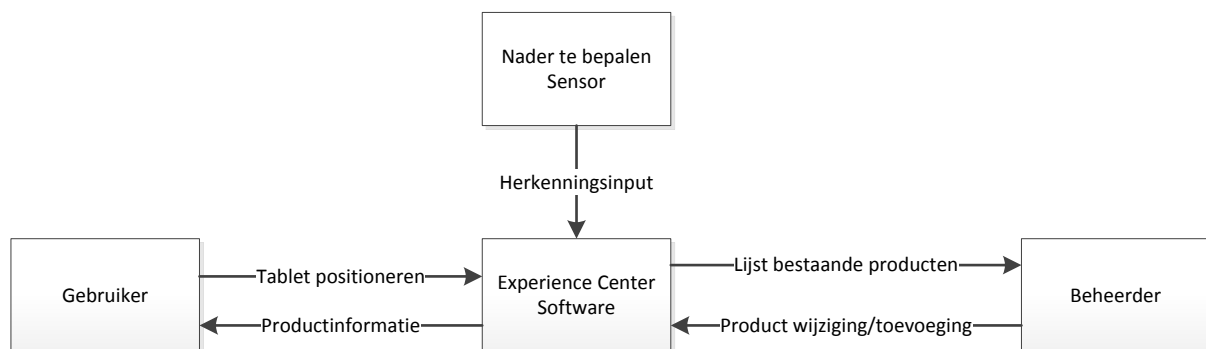 Nader te bepalen
Sensor
Herkenningsinput
Gebruiker
Tablet positioneren
Productinformatie
Experience Center
Software
Lijst bestaande producten
Product wijziging/toevoeging
Beheerder